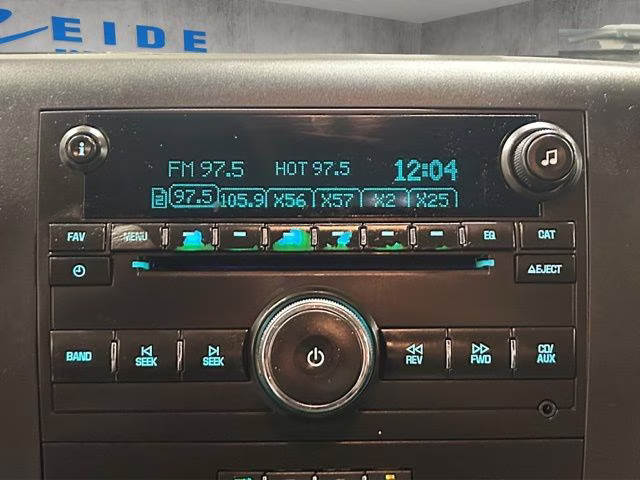 EIDE
FM 97.5 HOT 97.5 12:04
97.5 105.9 X56 X57 X2 X25
FAV MENU EQ CAT
EJECT
BAND SEEK SEEK REV FWD CD/
AUX